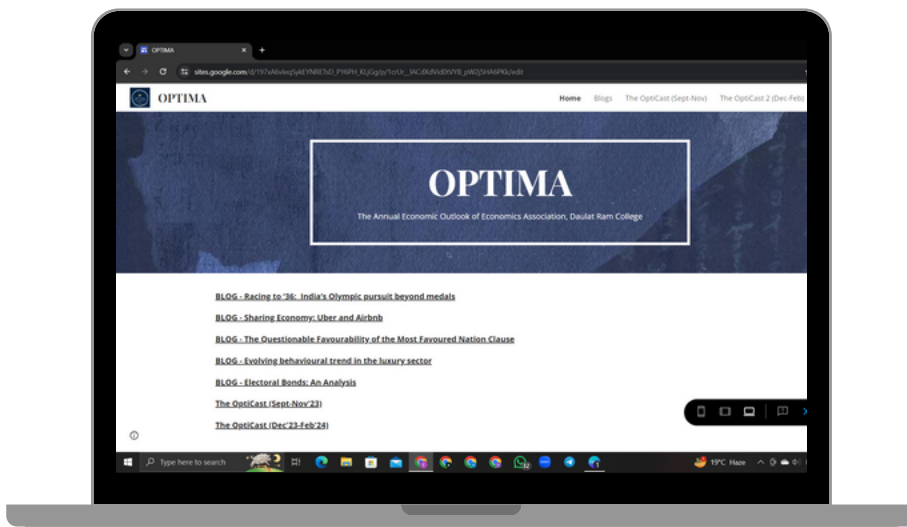 OPTIMA
sites.google.com
OPTIMA
Home Blogs The OptiCast (Sept-Nov) The OptiCast 2 (Dec-Feb)
OPTIMA
The Annual Economic Outlook of Economics Association, Daulat Ram College
BLOG - Racing to '36: India's Olympic pursuit beyond medals
BLOG - Sharing Economy: Uber and Airbnb
BLOG - The Questionable Favourability of the Most Favoured Nation Clause
BLOG - Evolving behavioural trend in the luxury sector
BLOG - Electoral Bonds: An Analysis
The OptiCast (Sept-Nov'23)
The OptiCast (Dec'23-Feb'24)
Type here to search
19°C Haze